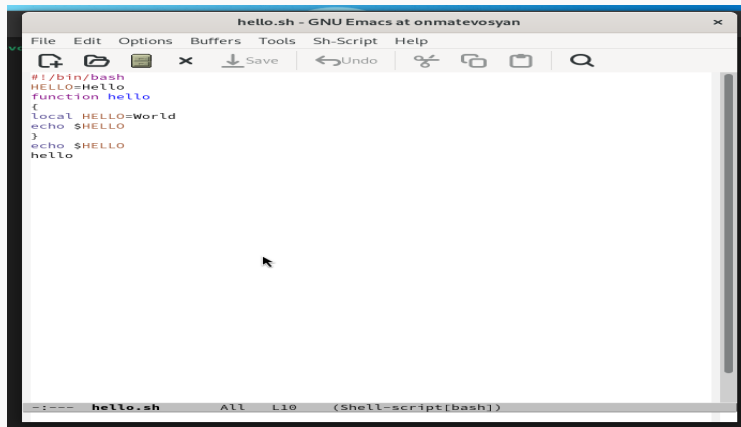 hello.sh - GNU Emacs at onmatevosyan
File Edit Options Buffers Tools Sh-Script Help
Save Undo
#!/bin/bash
HELLO=Hello
function hello
{
local HELLO=World
echo $HELLO
}
echo $HELLO
hello
-:--- hello.sh All L10 (Shell-script[bash])